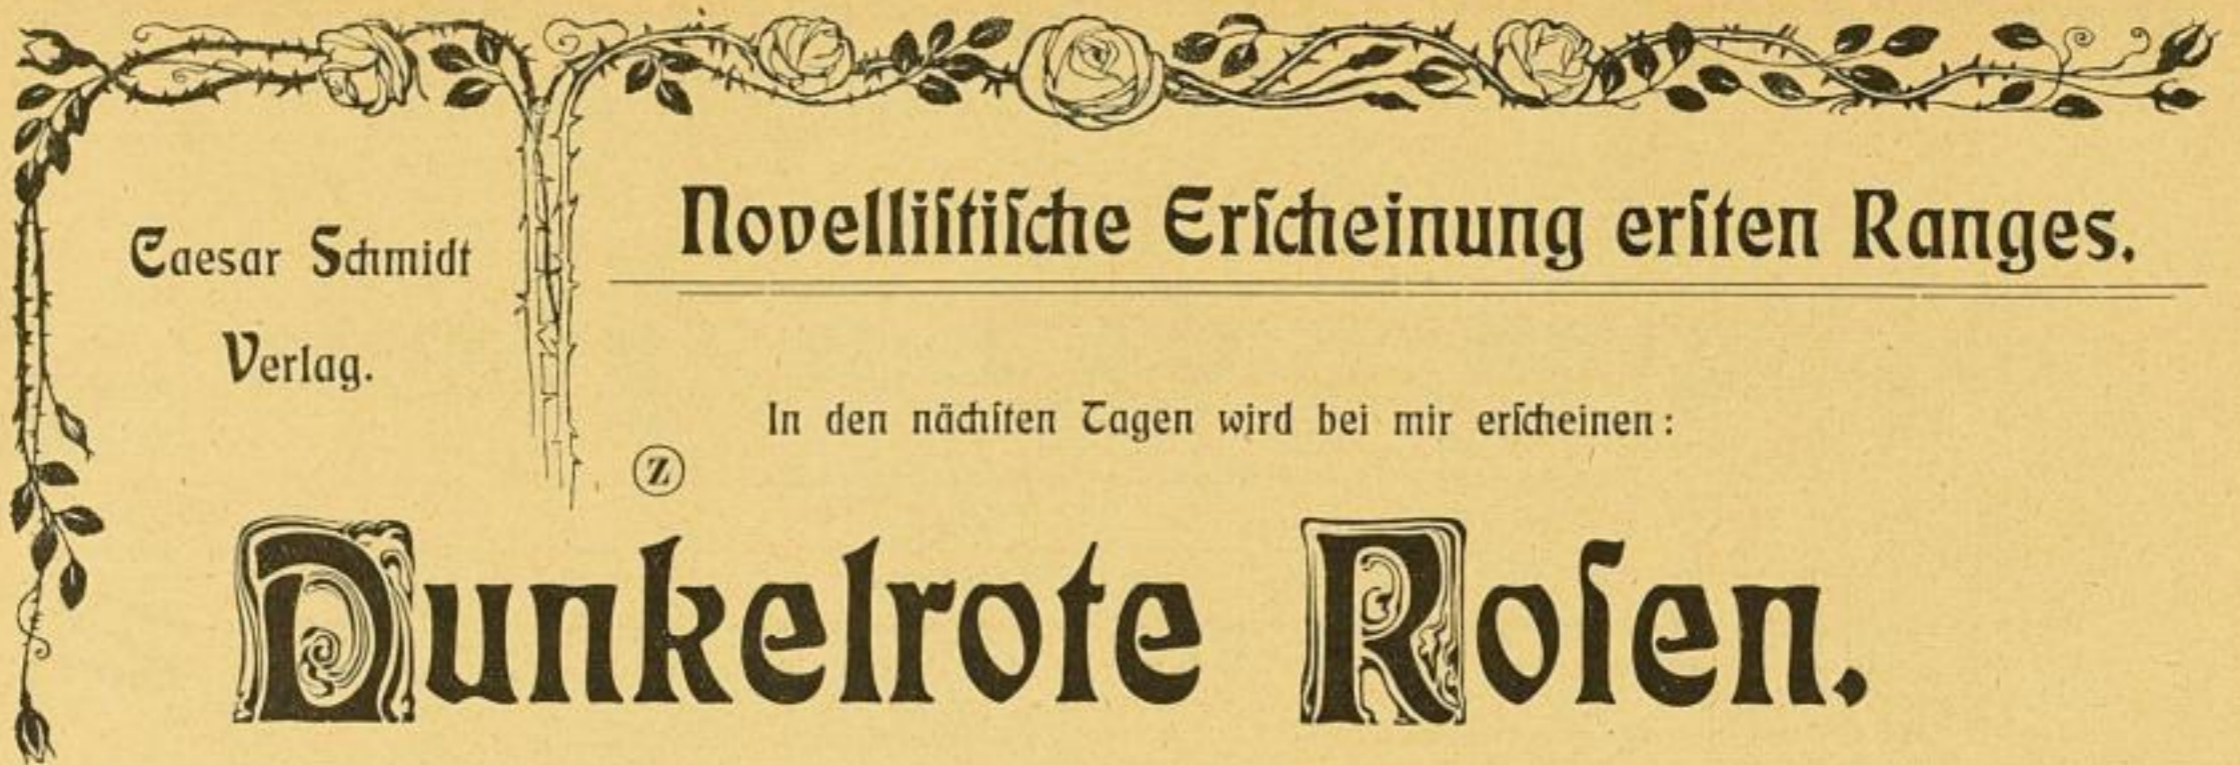 Caesar Schmidt
Verlag.
Novelliſtiſche Erſcheinung erſten Ranges.
In den nächſten Tagen wird bei mir erſcheinen:
Ⓩ
Dunkelrote Roſen.